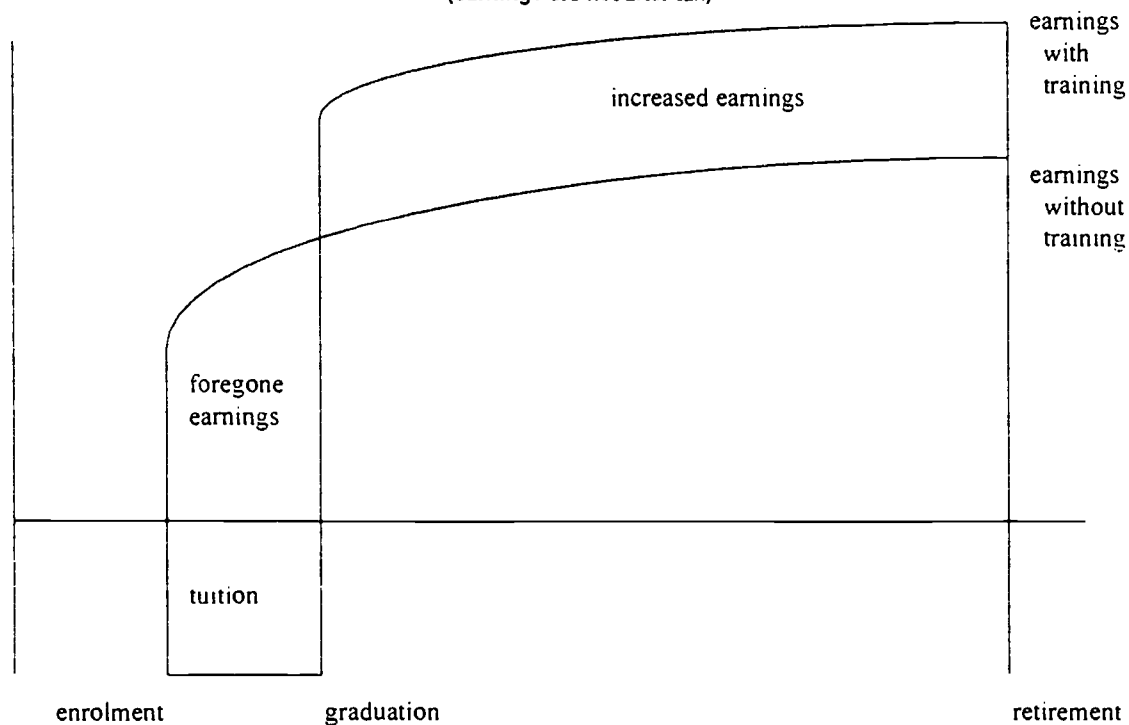 earnings
with
training
increased earnings
earnings
without
training
foregone
earnings
tuition
enrolment
graduation
retirement